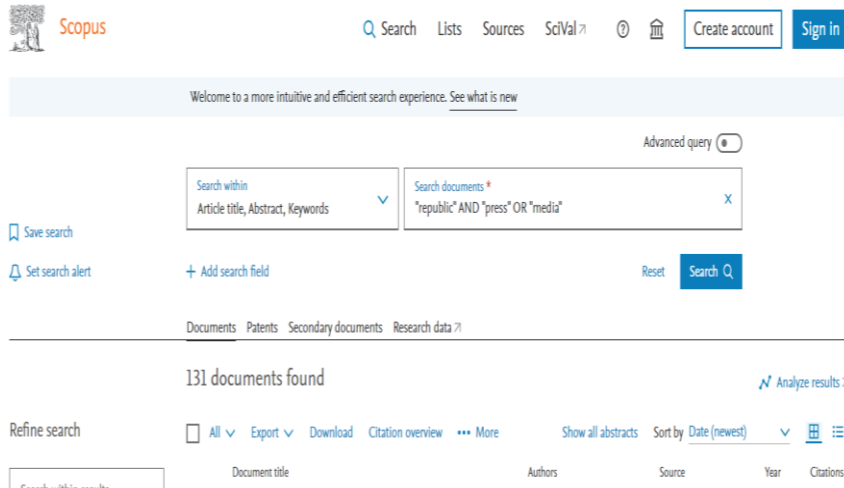 Scopus
Search Lists Sources SciVal Create account Sign in
Welcome to a more intuitive and efficient search experience. See what is new
Advanced query
Search within
Article title, Abstract, Keywords
Search documents *
"republic" AND "press" OR "media"
X
Save search
Set search alert
+ Add search field
Reset Search
Documents Patents Secondary documents Research data
131 documents found
Analyze results
Refine search
All Export Download Citation overview ••• More Show all abstracts Sort by Date (newest)
Document title Authors Source Year Citations
Search within results